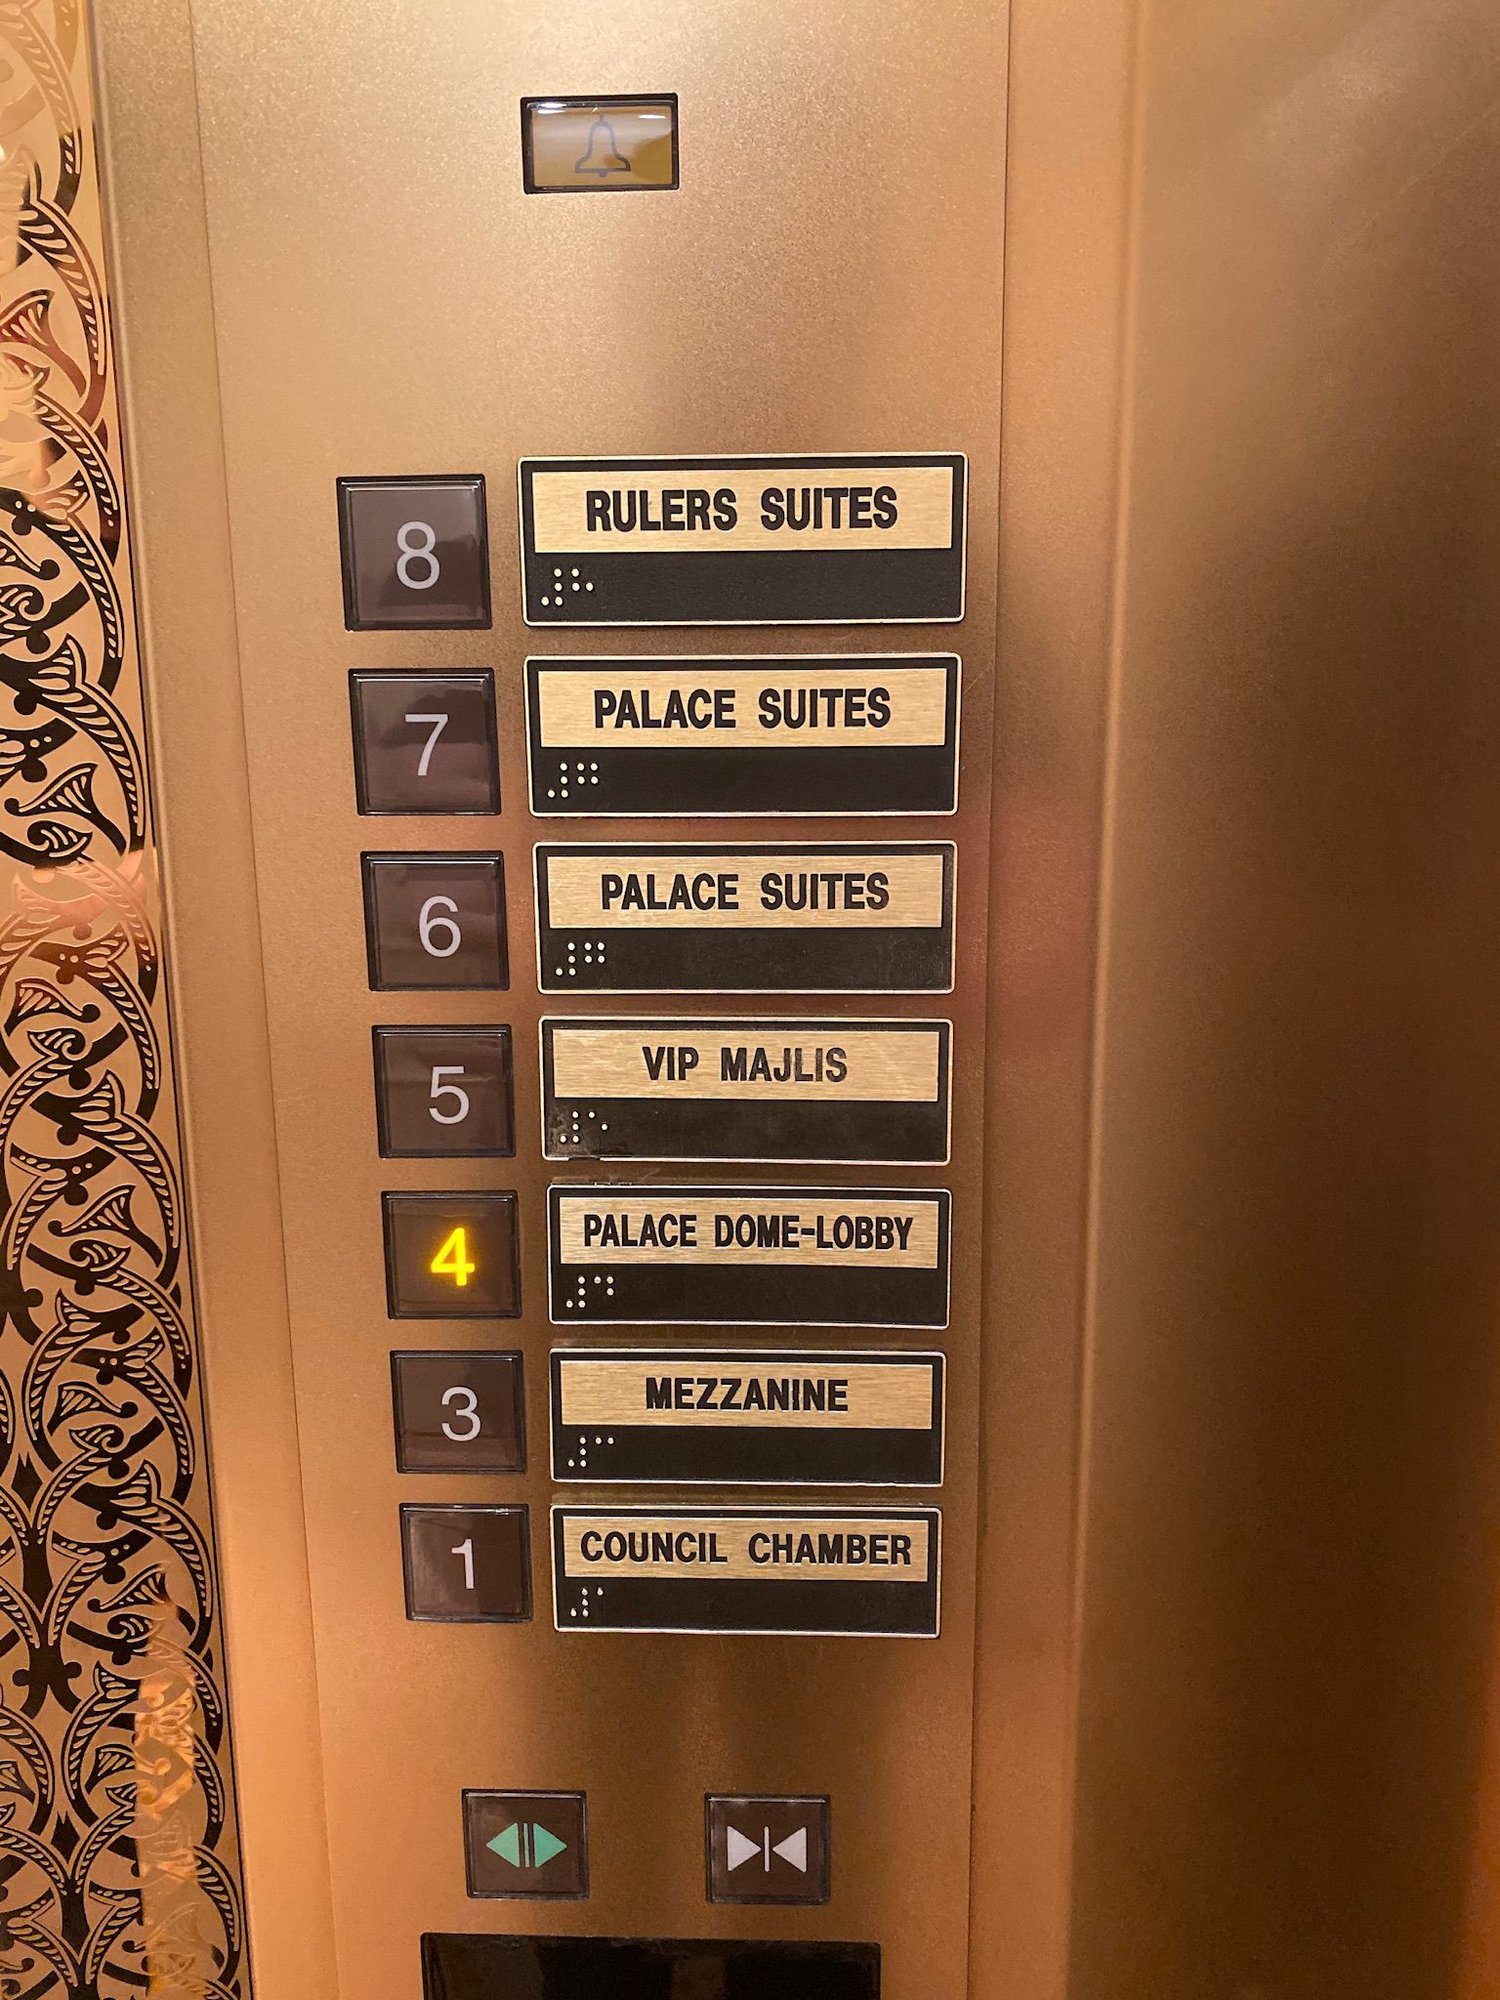 8 RULERS SUITES
⠼⠓
7 PALACE SUITES
⠼⠛
6 PALACE SUITES
⠼⠋
5 VIP MAJLIS
⠼⠑
4 PALACE DOME-LOBBY
⠼⠙
3 MEZZANINE
⠼⠉
1 COUNCIL CHAMBER
⠼⠁